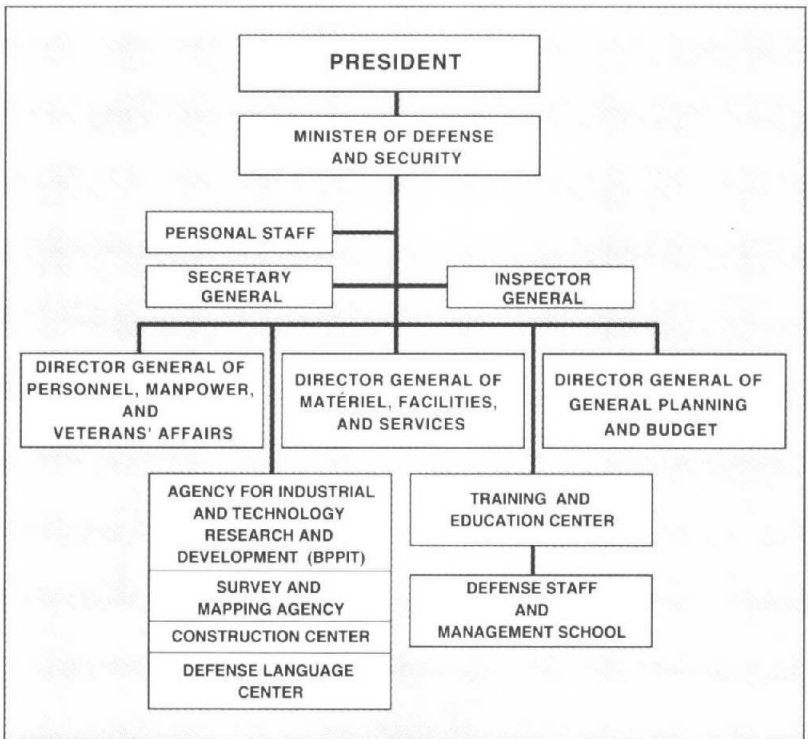 PRESIDENT
MINISTER OF DEFENSE
AND SECURITY
PERSONAL STAFF
SECRETARY
GENERAL
INSPECTOR
GENERAL
DIRECTOR GENERAL OF
PERSONNEL, MANPOWER,
AND
VETERANS' AFFAIRS
DIRECTOR GENERAL OF
MATÉRIEL, FACILITIES,
AND SERVICES
DIRECTOR GENERAL OF
GENERAL PLANNING
AND BUDGET
AGENCY FOR INDUSTRIAL
AND TECHNOLOGY
RESEARCH AND
DEVELOPMENT (BPPIT)
SURVEY AND
MAPPING AGENCY
CONSTRUCTION CENTER
DEFENSE LANGUAGE
CENTER
TRAINING AND
EDUCATION CENTER
DEFENSE STAFF
AND
MANAGEMENT SCHOOL